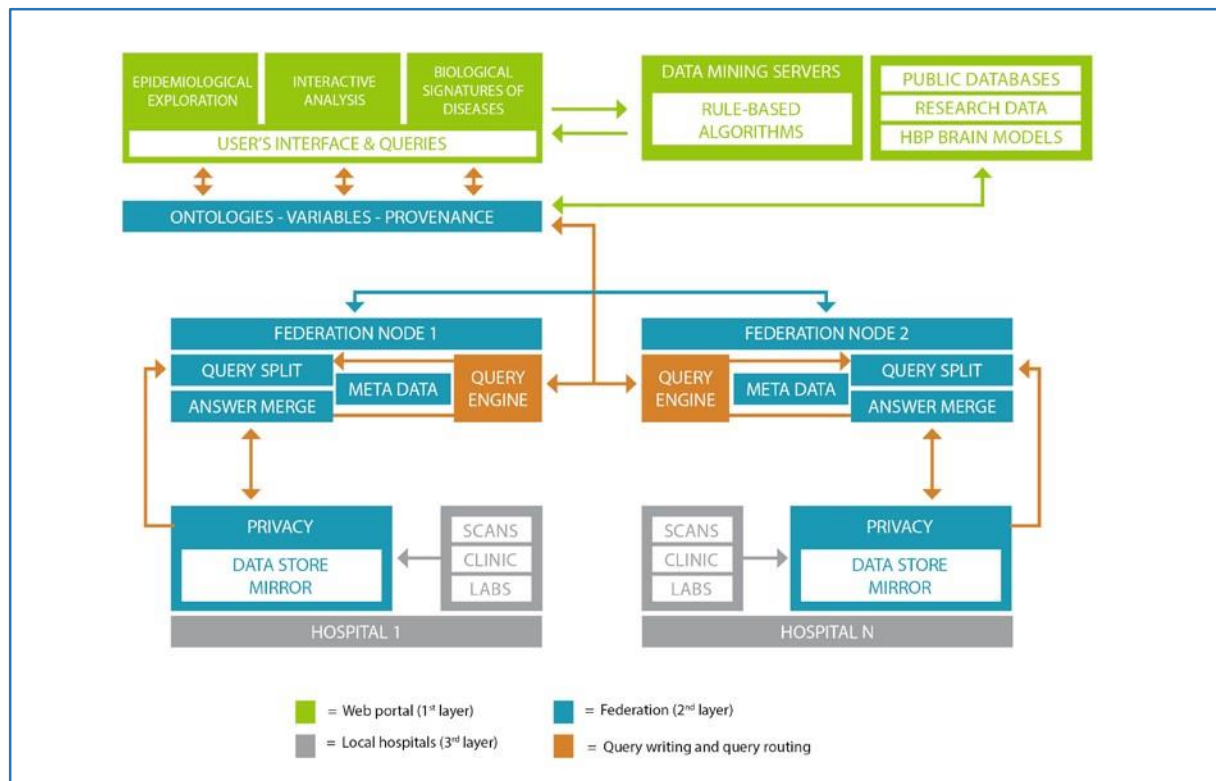 EPIDEMIOLOGICAL
EXPLORATION
INTERACTIVE
ANALYSIS
BIOLOGICAL
SIGNATURES OF
DISEASES
USER'S INTERFACE & QUERIES
DATA MINING SERVERS
RULE-BASED
ALGORITHMS
PUBLIC DATABASES
RESEARCH DATA
HBP BRAIN MODELS
ONTOLOGIES - VARIABLES - PROVENANCE
FEDERATION NODE 1
QUERY SPLIT
META DATA
ANSWER MERGE
QUERY
ENGINE
FEDERATION NODE 2
QUERY
ENGINE
META DATA
QUERY SPLIT
ANSWER MERGE
PRIVACY
DATA STORE
MIRROR
SCANS
CLINIC
LABS
HOSPITAL 1
SCANS
CLINIC
LABS
PRIVACY
DATA STORE
MIRROR
HOSPITAL N
= Web portal (1st layer)
= Federation (2nd layer)
= Local hospitals (3rd layer)
= Query writing and query routing